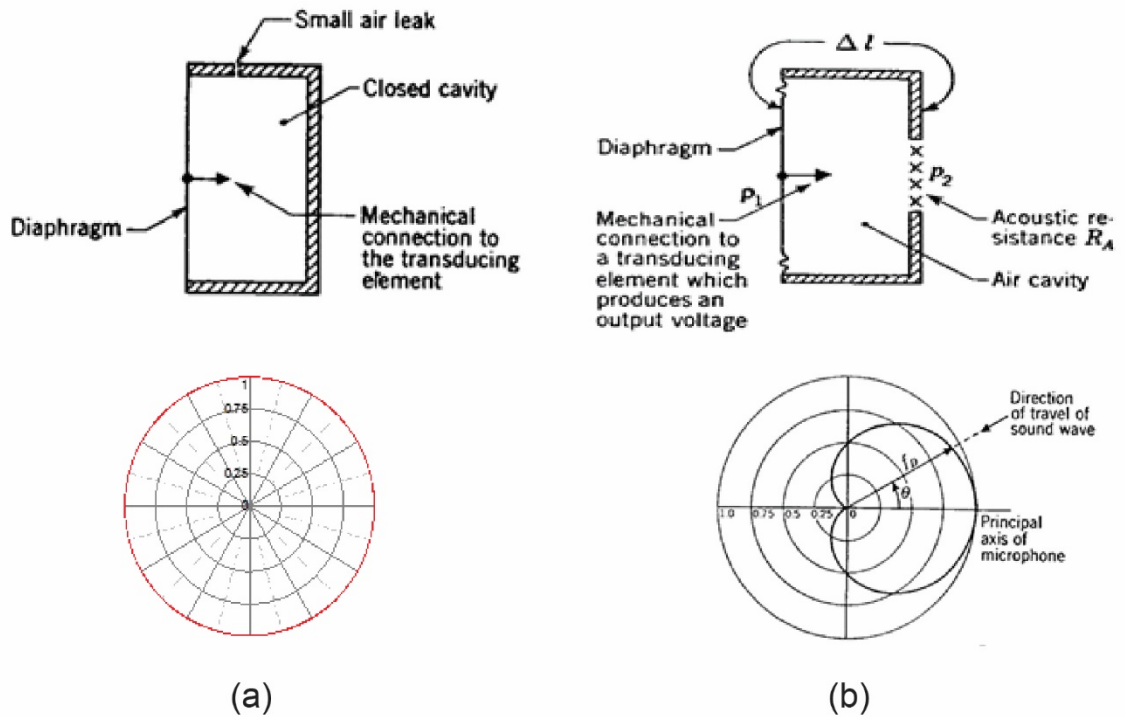 Small air leak
Closed cavity
Diaphragm
Mechanical
connection to
the transducing
element
Δ l
Diaphragm
p1
p2
Mechanical
connection to
a transducing
element which
produces an
output voltage
Acoustic re-
sistance RA
Air cavity
1
0.75
0.5
0.25
0
Direction
of travel of
sound wave
fD
θ
1.0 0.75 0.5 0.25 0
Principal
axis of
microphone
(a)
(b)